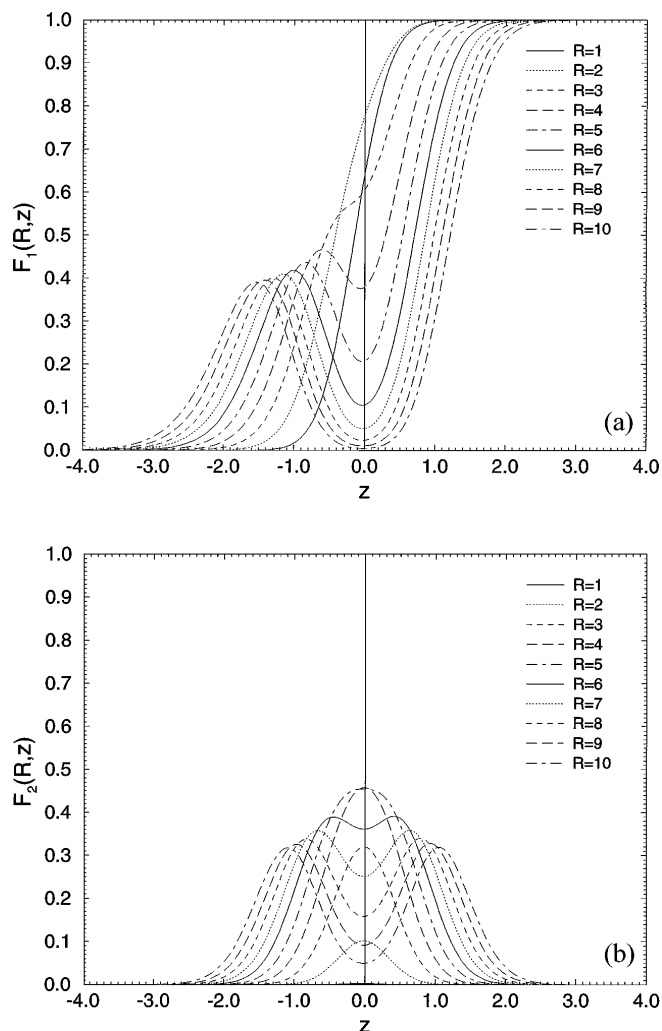 1.0
0.9
0.8
0.7
0.6
0.5
0.4
0.3
0.2
0.1
0.0
F₁(R,z)
R=1
R=2
R=3
R=4
R=5
R=6
R=7
R=8
R=9
R=10
(a)
-4.0 -3.0 -2.0 -1.0 0.0 1.0 2.0 3.0 4.0
z
1.0
0.9
0.8
0.7
0.6
0.5
0.4
0.3
0.2
0.1
0.0
F₂(R,z)
R=1
R=2
R=3
R=4
R=5
R=6
R=7
R=8
R=9
R=10
(b)
-4.0 -3.0 -2.0 -1.0 0.0 1.0 2.0 3.0 4.0
z